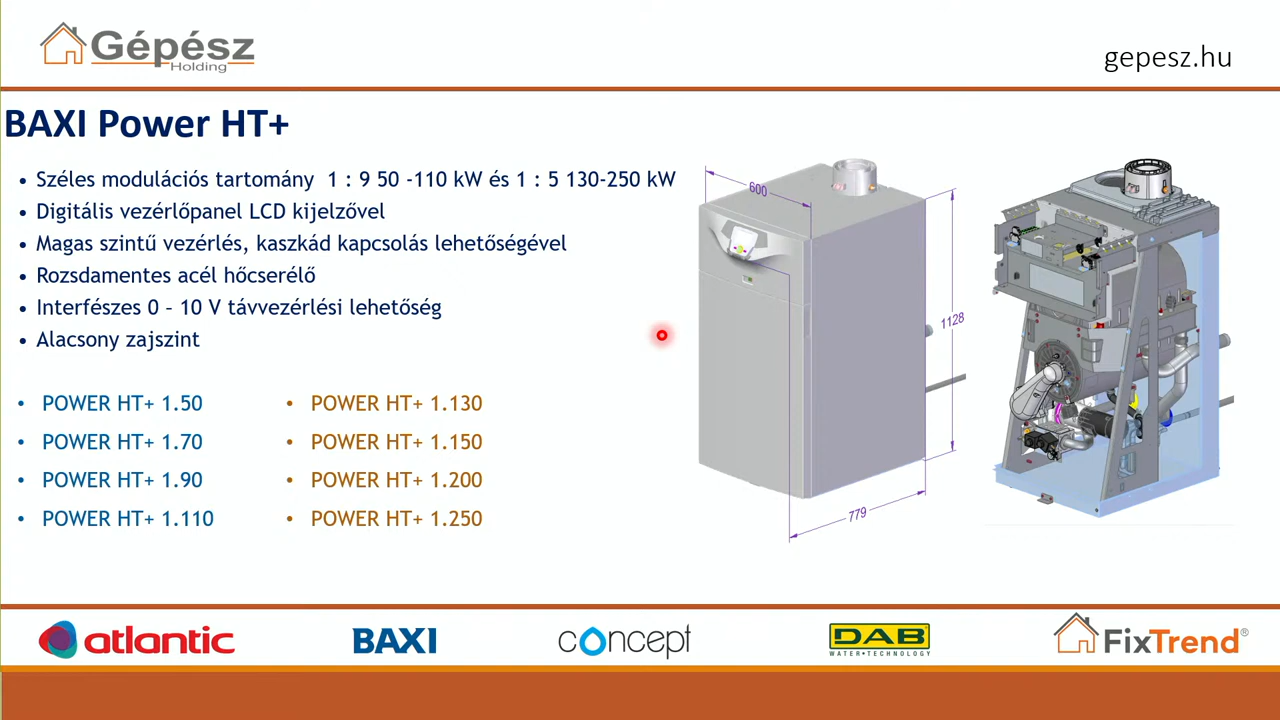 Gépész
Holding
gepesz.hu
BAXI Power HT+
• Széles modulációs tartomány 1 : 9 50 -110 kW és 1 : 5 130-250 kW
• Digitális vezérlőpanel LCD kijelzővel
• Magas szintű vezérlés, kaszkád kapcsolás lehetőségével
• Rozsdamentes acél hőcserélő
• Interfészes 0 – 10 V távvezérlési lehetőség
• Alacsony zajszint
• POWER HT+ 1.50
• POWER HT+ 1.70
• POWER HT+ 1.90
• POWER HT+ 1.110
• POWER HT+ 1.130
• POWER HT+ 1.150
• POWER HT+ 1.200
• POWER HT+ 1.250
600
1128
779
atlantic
BAXI
concept
DAB
WATER•TECHNOLOGY
FixTrend®